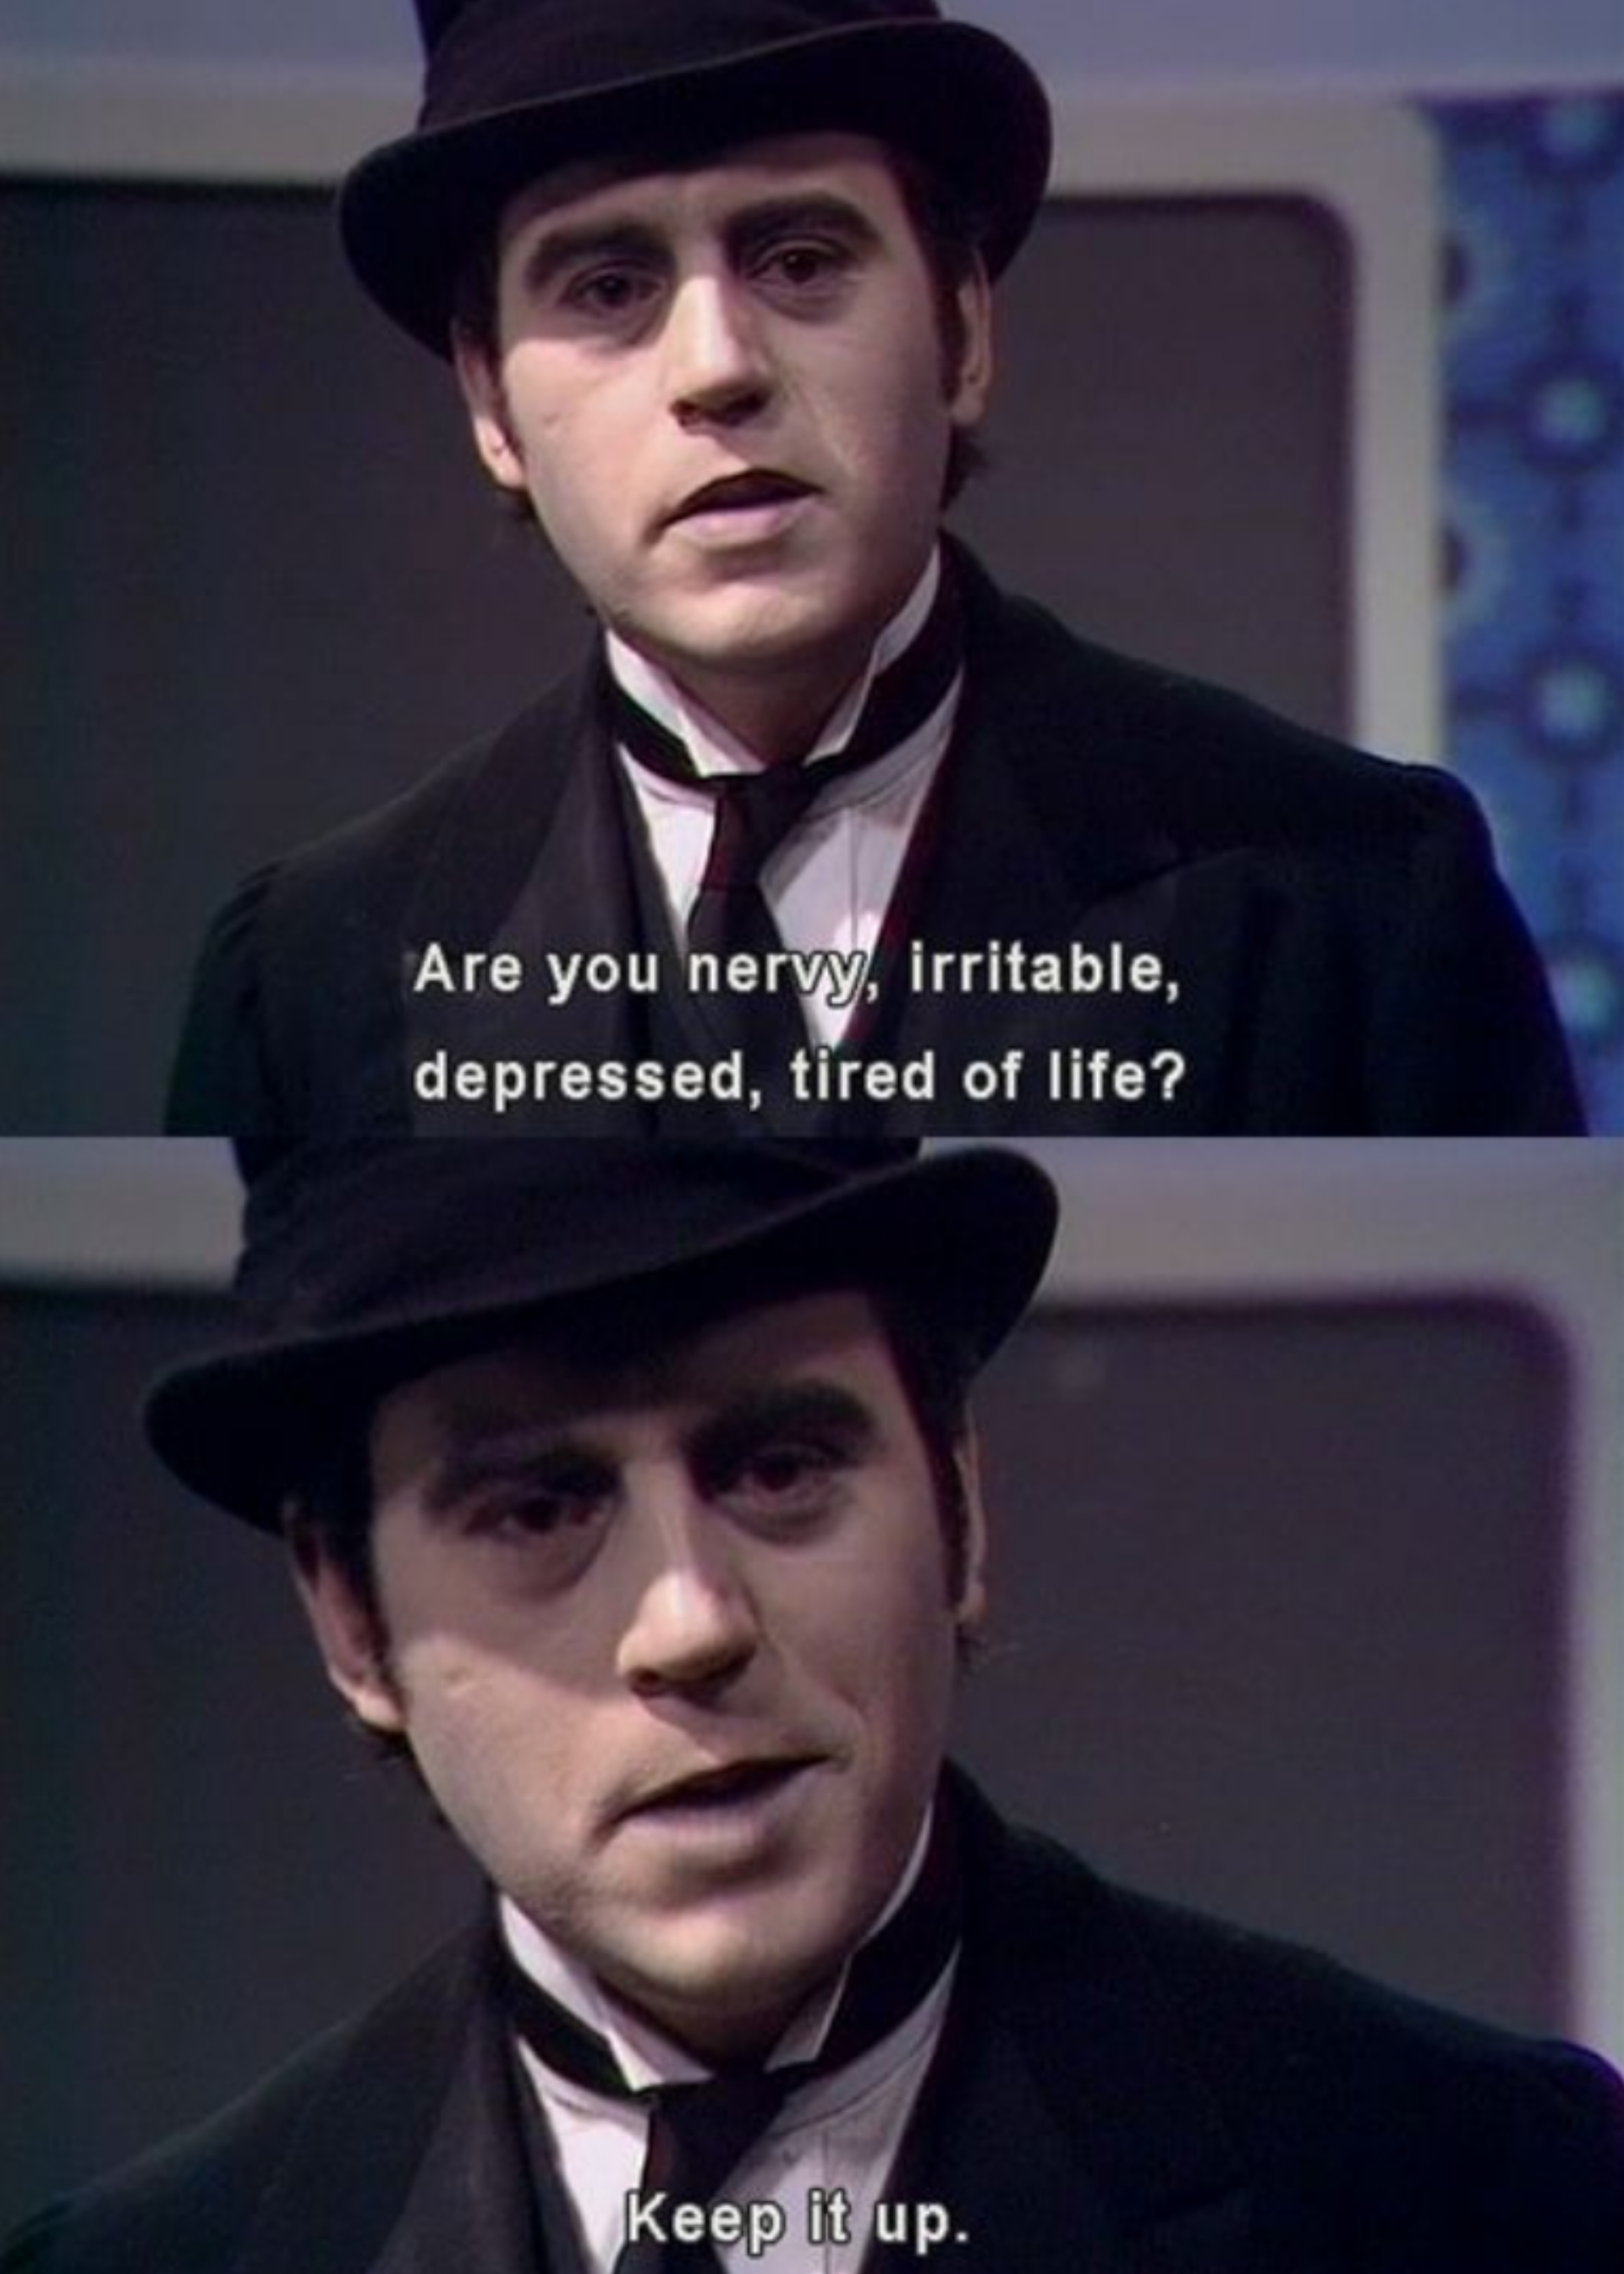 Are you nervy, irritable,
depressed, tired of life?
Keep it up.